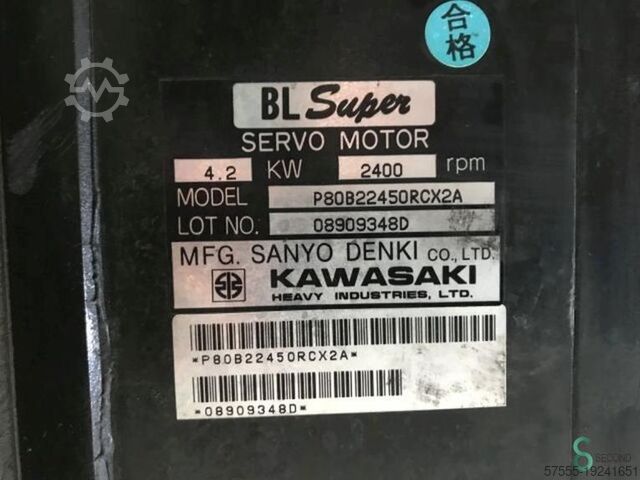 合格
BL Super
SERVO MOTOR
4.2 KW 2400 rpm
MODEL P80B22450RCX2A
LOT NO. 08909348D
MFG. SANYO DENKI CO., LTD.
KAWASAKI
HEAVY INDUSTRIES, LTD.
*P80B22450RCX2A*
*08909348D*
S SECOND
57555-19241651